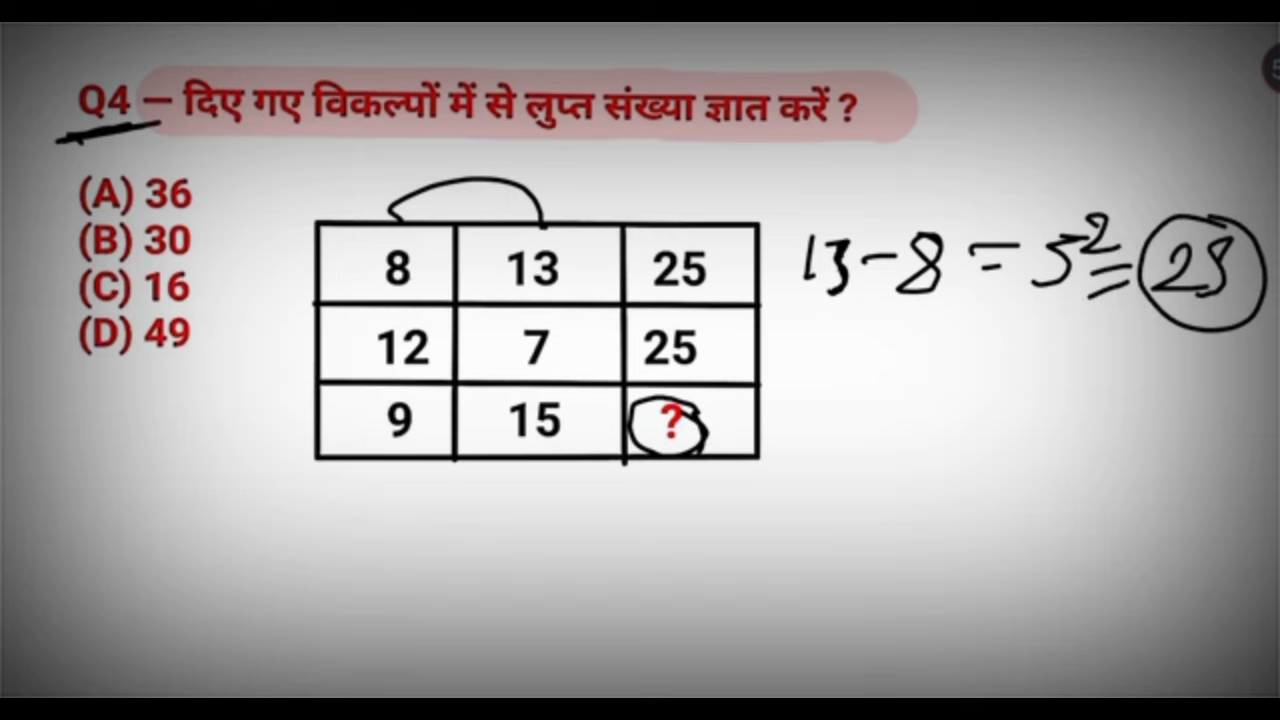 Q4 – दिए गए विकल्पों में से लुप्त संख्या ज्ञात करें ?
(A) 36
(B) 30
(C) 16
(D) 49
8 13 25
12 7 25
9 15 ?
13-8 = 5² = 25